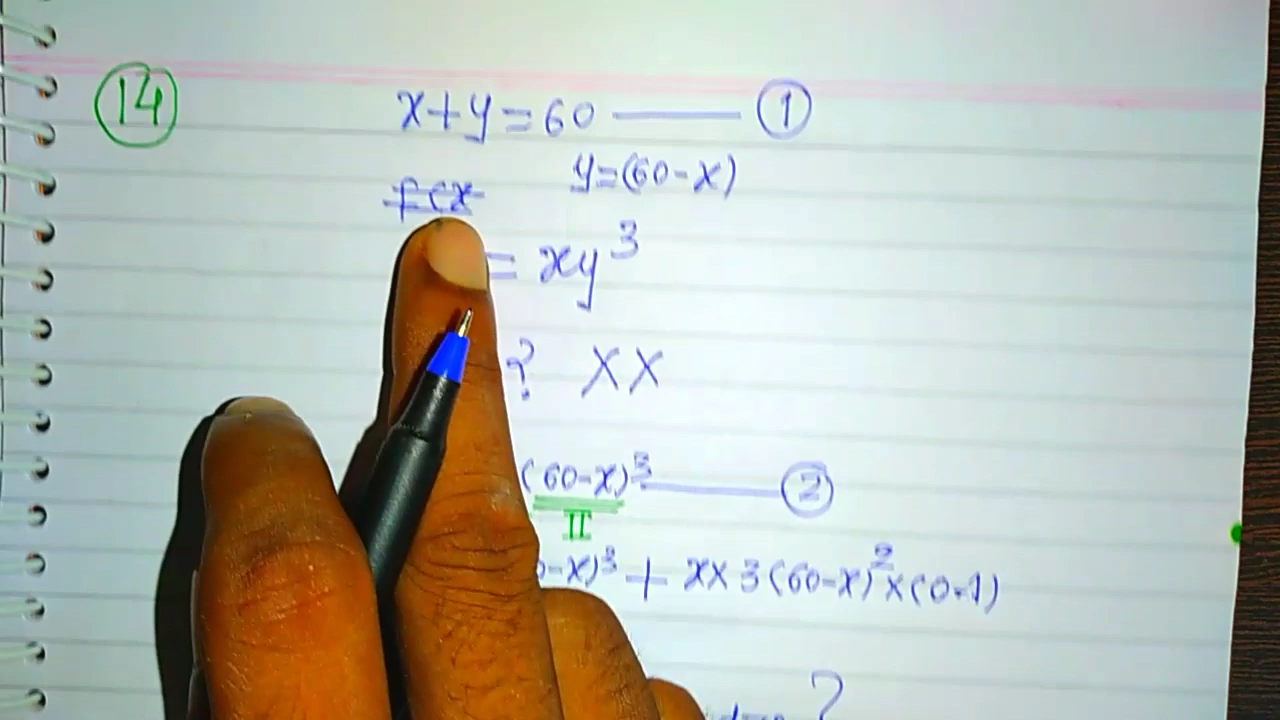 14
x+y=60 —— 1
y=(60-x)
f(x
= xy³
? XX
(60-x)³ —— 2
II
-x)³ + x×3(60-x)²×(0-1)
?